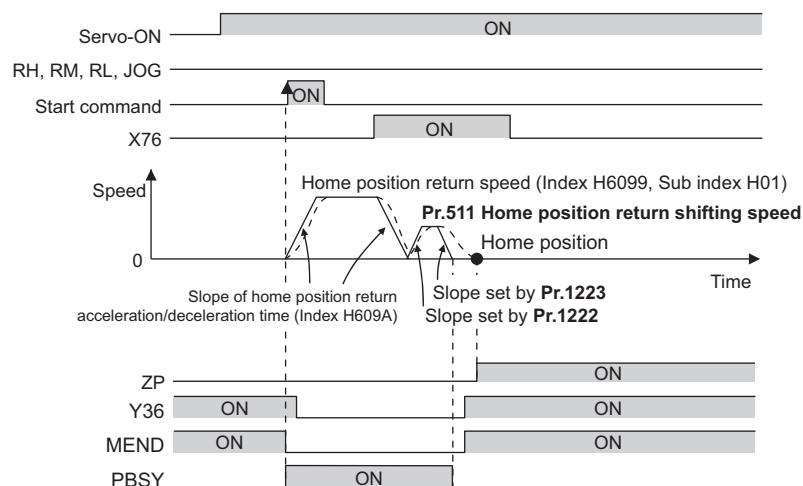 Servo-ON
ON
RH, RM, RL, JOG
Start command
ON
X76
ON
Speed
Home position return speed (Index H6099, Sub index H01)
Pr.511 Home position return shifting speed
Home position
0
Time
Slope of home position return
acceleration/deceleration time (Index H609A)
Slope set by Pr.1223
Slope set by Pr.1222
ZP
ON
Y36
ON
ON
MEND
ON
ON
PBSY
ON